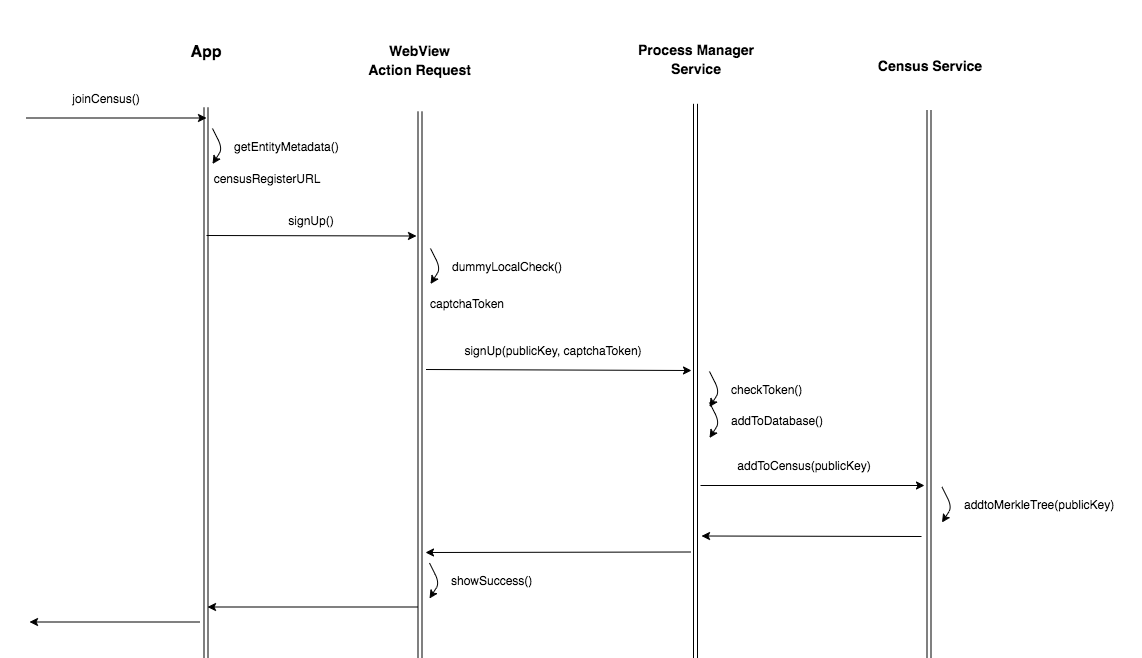 App
WebView
Action Request
Process Manager
Service
Census Service
joinCensus()
getEntityMetadata()
censusRegisterURL
signUp()
dummyLocalCheck()
captchaToken
signUp(publicKey, captchaToken)
checkToken()
addToDatabase()
addToCensus(publicKey)
addtoMerkleTree(publicKey)
showSuccess()